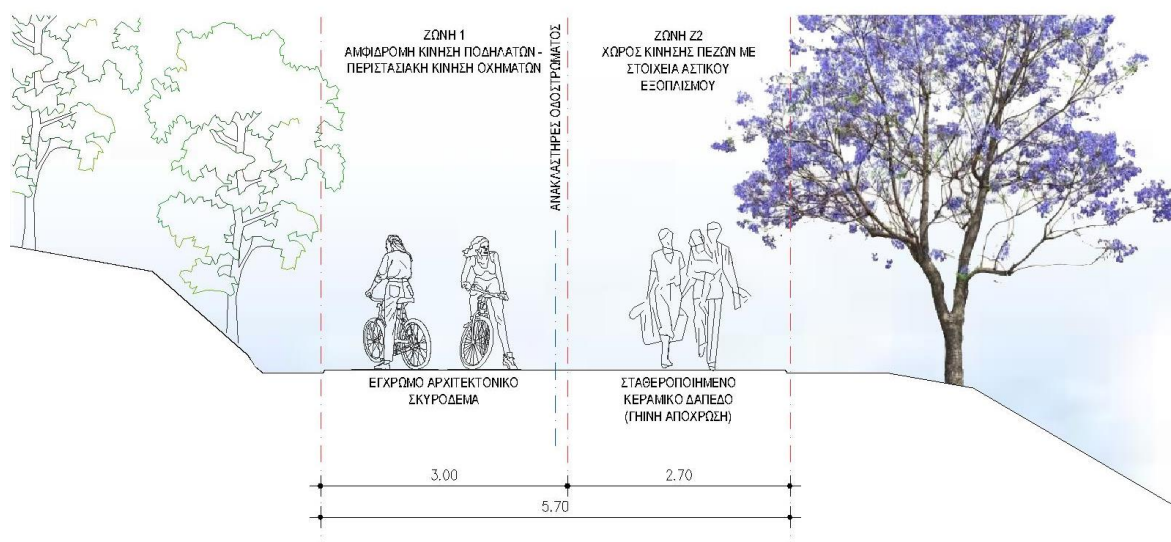 ΖΩΝΗ 1
ΑΜΦΙΔΡΟΜΗ ΚΙΝΗΣΗ ΠΟΔΗΛΑΤΩΝ -
ΠΕΡΙΣΤΑΣΙΑΚΗ ΚΙΝΗΣΗ ΟΧΗΜΑΤΩΝ
ΑΝΑΚΛΑΣΤΗΡΕΣ ΟΔΟΣΤΡΩΜΑΤΟΣ
ΖΩΝΗ Ζ2
ΧΩΡΟΣ ΚΙΝΗΣΗΣ ΠΕΖΩΝ ΜΕ
ΣΤΟΙΧΕΙΑ ΑΣΤΙΚΟΥ
ΕΞΟΠΛΙΣΜΟΥ
ΕΓΧΡΩΜΟ ΑΡΧΙΤΕΚΤΟΝΙΚΟ
ΣΚΥΡΟΔΕΜΑ
ΣΤΑΘΕΡΟΠΟΙΗΜΕΝΟ
ΚΕΡΑΜΙΚΟ ΔΑΠΕΔΟ
(ΓΗΙΝΗ ΑΠΟΧΡΩΣΗ)
3.00
2.70
5.70